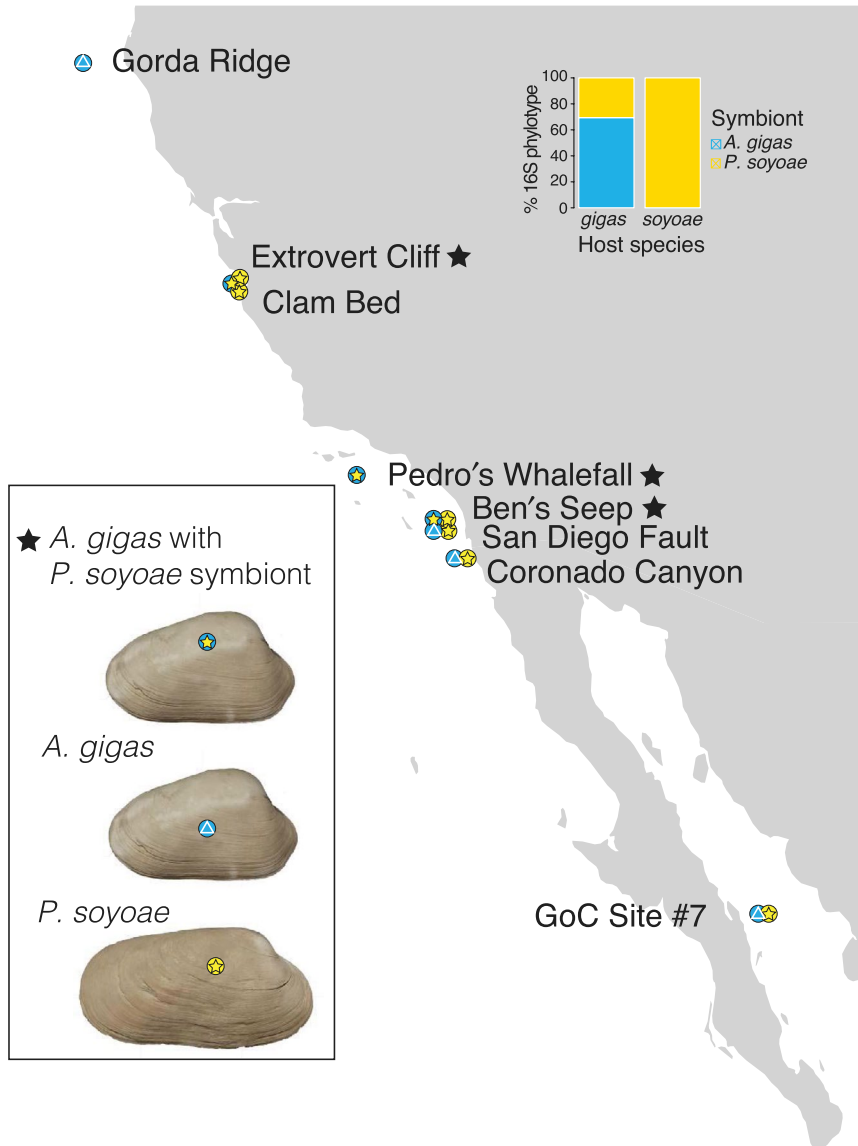 Gorda Ridge
100
80
60
40
20
0
% 16S phylotype
gigas soyoae
Host species
Symbiont
A. gigas
P. soyoae
Extrovert Cliff
Clam Bed
Pedro′s Whalefall
Ben′s Seep
San Diego Fault
Coronado Canyon
A. gigas with
P. soyoae symbiont
A. gigas
P. soyoae
GoC Site #7